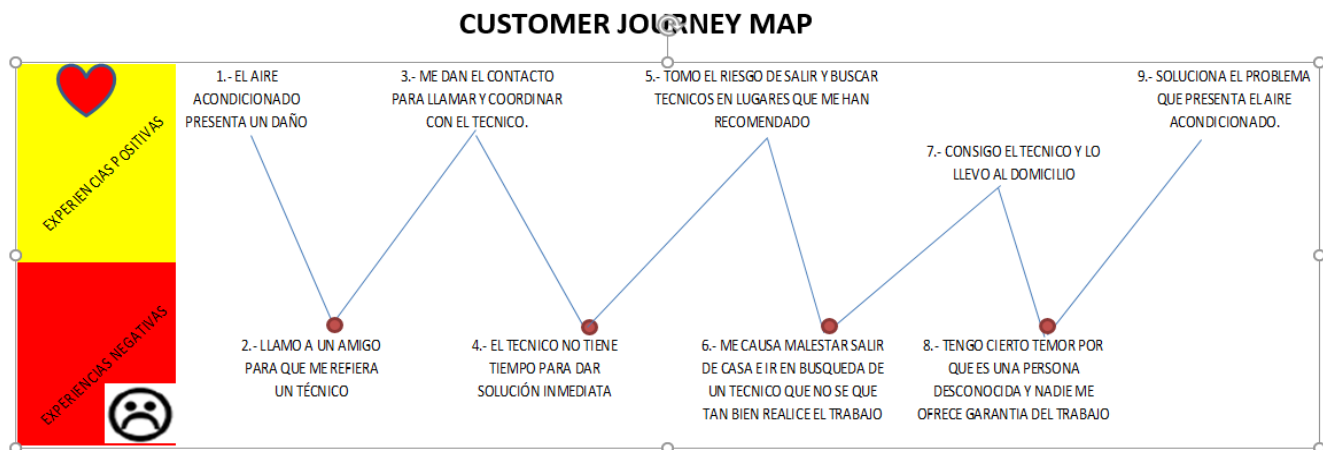 CUSTOMER JOURNEY MAP
EXPERIENCIAS POSITIVAS
EXPERIENCIAS NEGATIVAS
1.- EL AIRE
ACONDICIONADO
PRESENTA UN DAÑO
2.- LLAMO A UN AMIGO
PARA QUE ME REFIERA
UN TÉCNICO
3.- ME DAN EL CONTACTO
PARA LLAMAR Y COORDINAR
CON EL TECNICO.
4.- EL TECNICO NO TIENE
TIEMPO PARA DAR
SOLUCIÓN INMEDIATA
5.- TOMO EL RIESGO DE SALIR Y BUSCAR
TECNICOS EN LUGARES QUE ME HAN
RECOMENDADO
6.- ME CAUSA MALESTAR SALIR
DE CASA E IR EN BUSQUEDA DE
UN TECNICO QUE NO SE QUE
TAN BIEN REALICE EL TRABAJO
7.- CONSIGO EL TECNICO Y LO
LLEVO AL DOMICILIO
8.- TENGO CIERTO TEMOR POR
QUE ES UNA PERSONA
DESCONOCIDA Y NADIE ME
OFRECE GARANTIA DEL TRABAJO
9.- SOLUCIONA EL PROBLEMA
QUE PRESENTA EL AIRE
ACONDICIONADO.